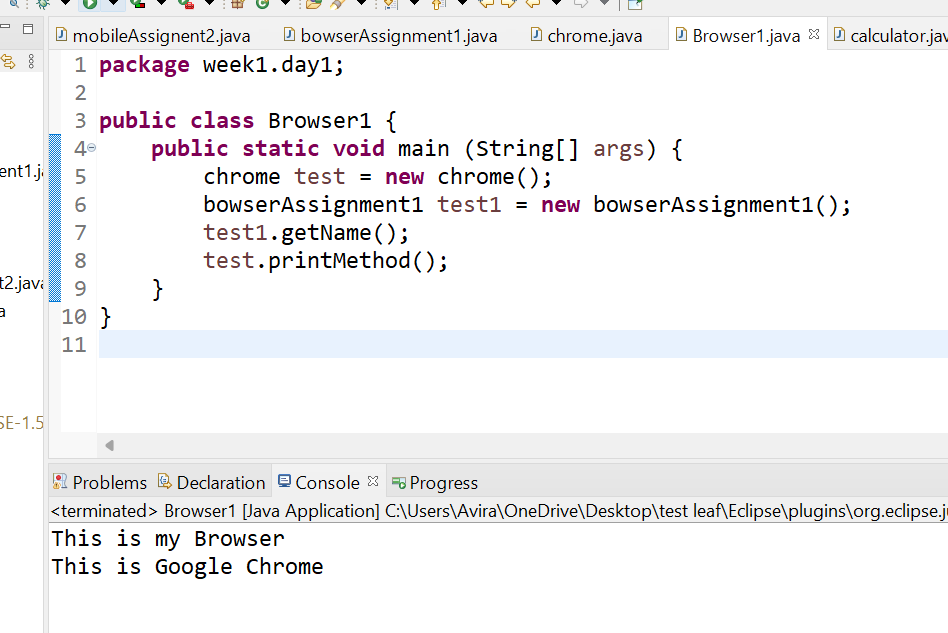 mobileAssignent2.java bowserAssignment1.java chrome.java Browser1.java calculator.jav
1 package week1.day1;
2
3 public class Browser1 {
4 public static void main (String[] args) {
5 chrome test = new chrome();
6 bowserAssignment1 test1 = new bowserAssignment1();
7 test1.getName();
8 test.printMethod();
9 }
10 }
11
ent1.ja
t2.java
a
SE-1.5
Problems Declaration Console Progress
<terminated> Browser1 [Java Application] C:\Users\Avira\OneDrive\Desktop\test leaf\Eclipse\plugins\org.eclipse.ju
This is my Browser
This is Google Chrome